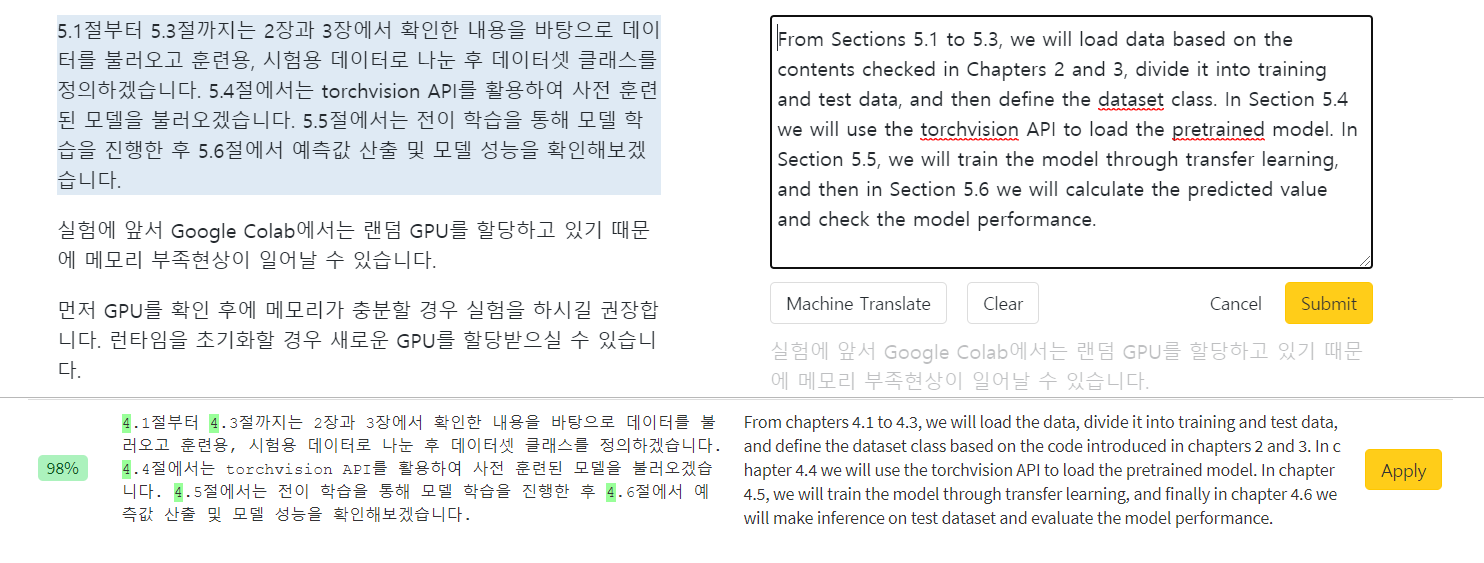 5.1절부터 5.3절까지는 2장과 3장에서 확인한 내용을 바탕으로 데이
터를 불러오고 훈련용, 시험용 데이터로 나눈 후 데이터셋 클래스를
정의하겠습니다. 5.4절에서는 torchvision API를 활용하여 사전 훈련
된 모델을 불러오겠습니다. 5.5절에서는 전이 학습을 통해 모델 학
습을 진행한 후 5.6절에서 예측값 산출 및 모델 성능을 확인해보겠
습니다.
실험에 앞서 Google Colab에서는 랜덤 GPU를 할당하고 있기 때문
에 메모리 부족현상이 일어날 수 있습니다.
먼저 GPU를 확인 후에 메모리가 충분할 경우 실험을 하시길 권장합
니다. 런타임을 초기화할 경우 새로운 GPU를 할당받으실 수 있습니
다.
From Sections 5.1 to 5.3, we will load data based on the
contents checked in Chapters 2 and 3, divide it into training
and test data, and then define the dataset class. In Section 5.4
we will use the torchvision API to load the pretrained model. In
Section 5.5, we will train the model through transfer learning,
and then in Section 5.6 we will calculate the predicted value
and check the model performance.
Machine Translate Clear Cancel Submit
실험에 앞서 Google Colab에서는 랜덤 GPU를 할당하고 있기 때문
에 메모리 부족현상이 일어날 수 있습니다.
98%
4.1절부터 4.3절까지는 2장과 3장에서 확인한 내용을 바탕으로 데이터를 불
러오고 훈련용, 시험용 데이터로 나눈 후 데이터셋 클래스를 정의하겠습니다.
4.4절에서는 torchvision API를 활용하여 사전 훈련된 모델을 불러오겠습
니다. 4.5절에서는 전이 학습을 통해 모델 학습을 진행한 후 4.6절에서 예
측값 산출 및 모델 성능을 확인해보겠습니다.
From chapters 4.1 to 4.3, we will load the data, divide it into training and test data,
and define the dataset class based on the code introduced in chapters 2 and 3. In c
hapter 4.4 we will use the torchvision API to load the pretrained model. In chapter
4.5, we will train the model through transfer learning, and finally in chapter 4.6 we
will make inference on test dataset and evaluate the model performance.
Apply